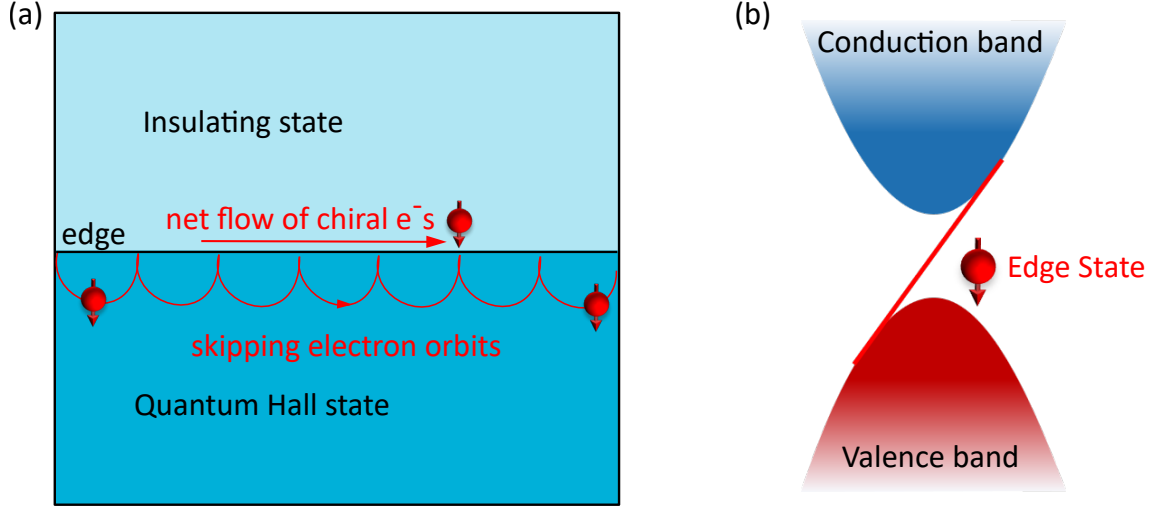 (a)
Insulating state
net flow of chiral e⁻s
edge
skipping electron orbits
Quantum Hall state
(b)
Conduction band
Edge State
Valence band